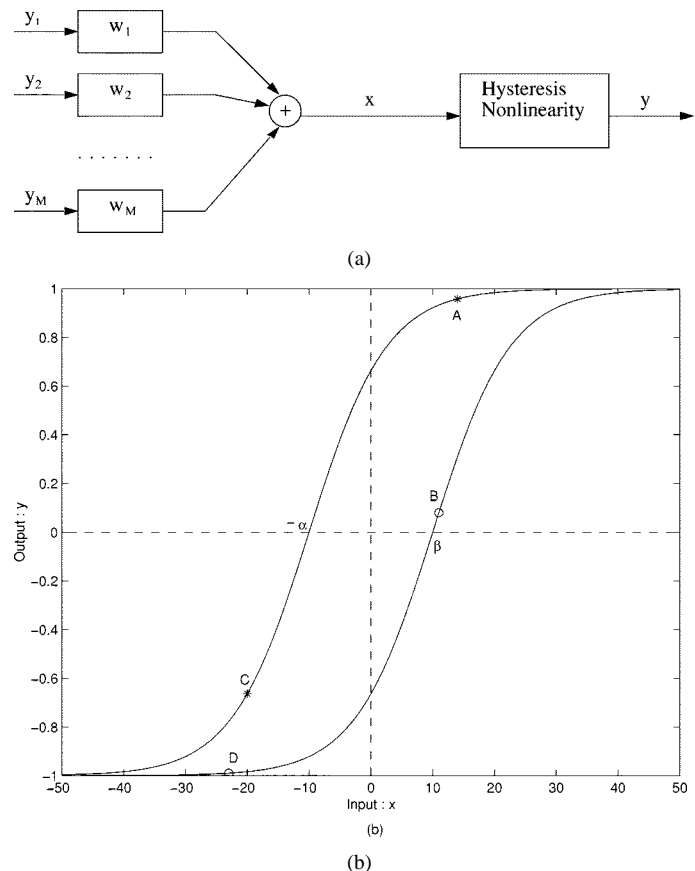 y1
w1
y2
w2
+
x
Hysteresis
Nonlinearity
y
. . . . . . .
yM
wM
(a)
1
0.8
0.6
0.4
0.2
0
−0.2
−0.4
−0.6
−0.8
−1
Output : y
A
B
− α
β
C
D
−50 −40 −30 −20 −10 0 10 20 30 40 50
Input : x
(b)
(b)